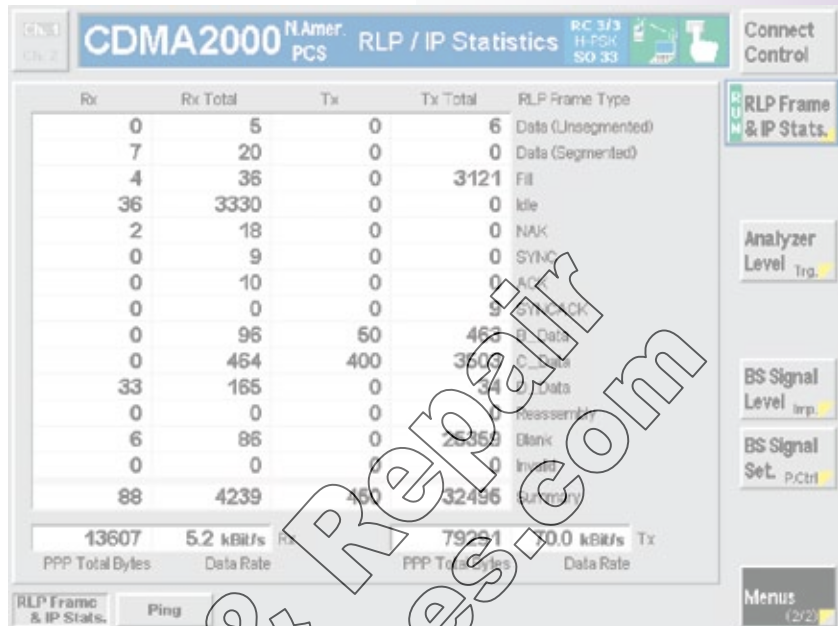 CDMA2000 N.Amer. PCS RLP / IP Statistics RC 3/3 H-PSK SO 33
Connect Control
Rx Rx Total Tx Tx Total RLP Frame Type
0 5 0 6 Data (Unsegmented)
7 20 0 0 Data (Segmented)
4 36 0 3121 Fill
36 3330 0 0 Idle
2 18 0 0 NAK
0 9 0 0 SYNC
0 10 0 0 ACK
0 0 0 9 SYNCACK
0 96 50 463 B_Data
0 464 400 3503 C_Data
33 165 0 34 D_Data
0 0 0 0 Reassembly
6 86 0 25359 Blank
0 0 0 0 Invalid
88 4239 450 32496 Summary
13607 5.2 kBit/s Rx 79291 70.0 kBit/s Tx
PPP Total Bytes Data Rate PPP Total Bytes Data Rate
RUN RLP Frame & IP Stats.
Analyzer Level Trg.
BS Signal Level Imp.
BS Signal Set. P.Ctrl
Menus (2/2)
RLP Frame & IP Stats. Ping
& Repair
es.com